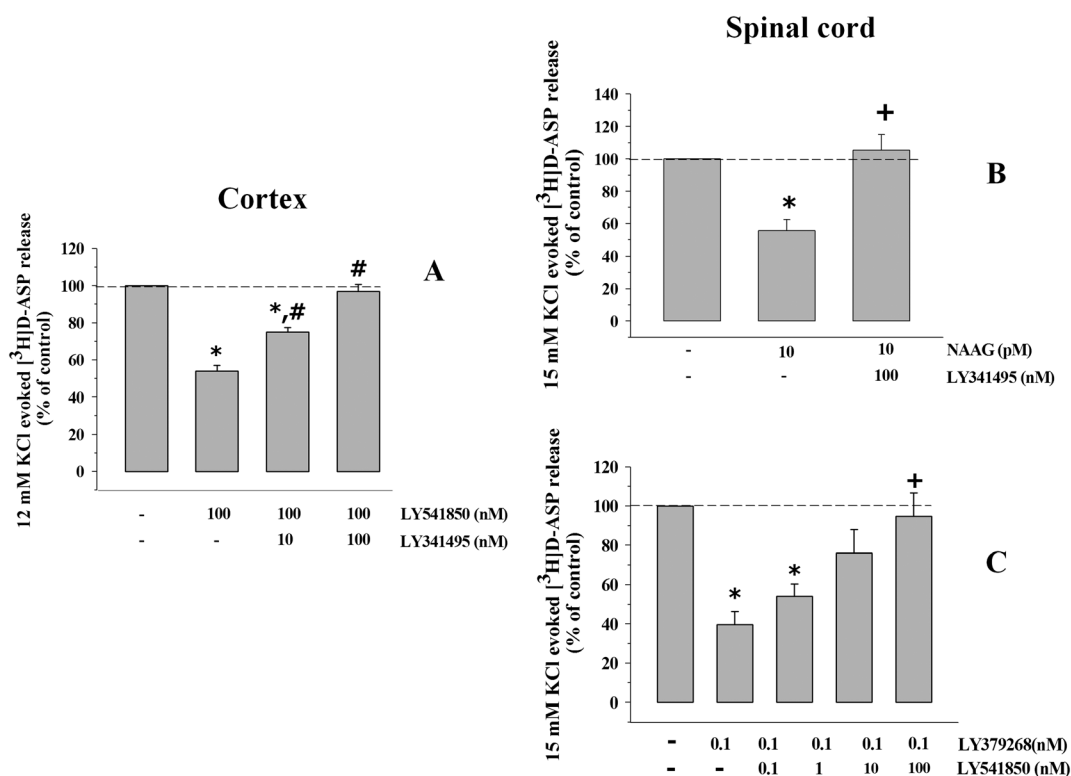 Cortex
A
12 mM KCl evoked [³H]D-ASP release
(% of control)
120
100
80
60
40
20
0
*
*,#
#
- 100 100 100 LY541850 (nM)
- - 10 100 LY341495 (nM)
Spinal cord
B
15 mM KCl evoked [³H]D-ASP release
(% of control)
140
120
100
80
60
40
20
0
*
+
- 10 10 NAAG (pM)
- - 100 LY341495 (nM)
C
15 mM KCl evoked [³H]D-ASP release
(% of control)
120
100
80
60
40
20
0
*
*
+
- 0.1 0.1 0.1 0.1 0.1 LY379268(nM)
- - 0.1 1 10 100 LY541850 (nM)